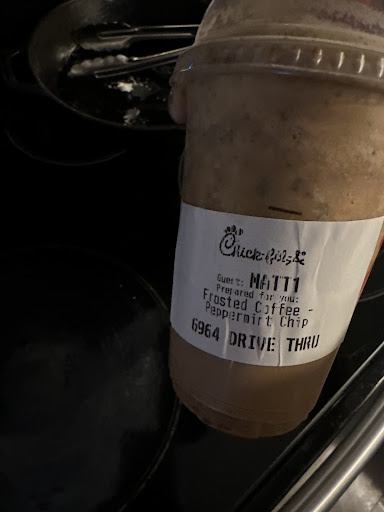 Chick-fil-A
Guest: MATT1
Prepared for you:
Frosted Coffee -
Peppermint Chip
6964 DRIVE THRU